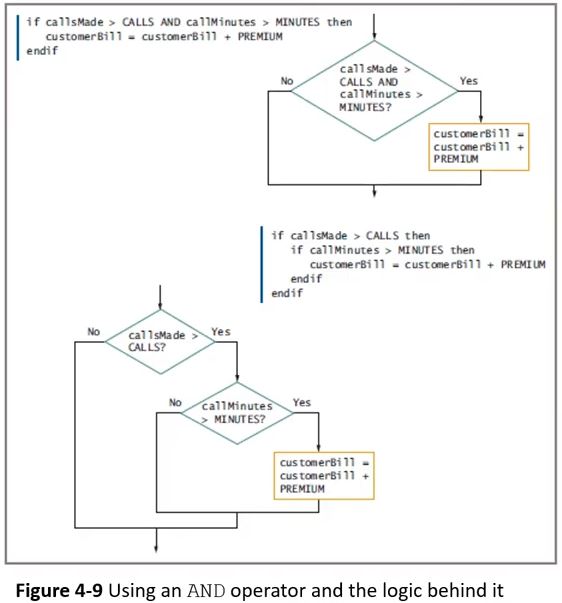 if callsMade > CALLS AND callMinutes > MINUTES then
customerBill = customerBill + PREMIUM
endif
callsMade >
CALLS AND
callMinutes >
MINUTES?
No
Yes
customerBill =
customerBill +
PREMIUM
if callsMade > CALLS then
if callMinutes > MINUTES then
customerBill = customerBill + PREMIUM
endif
endif
No
callsMade >
CALLS?
Yes
No
callMinutes
> MINUTES?
Yes
customerBill =
customerBill +
PREMIUM
Figure 4-9 Using an AND operator and the logic behind it